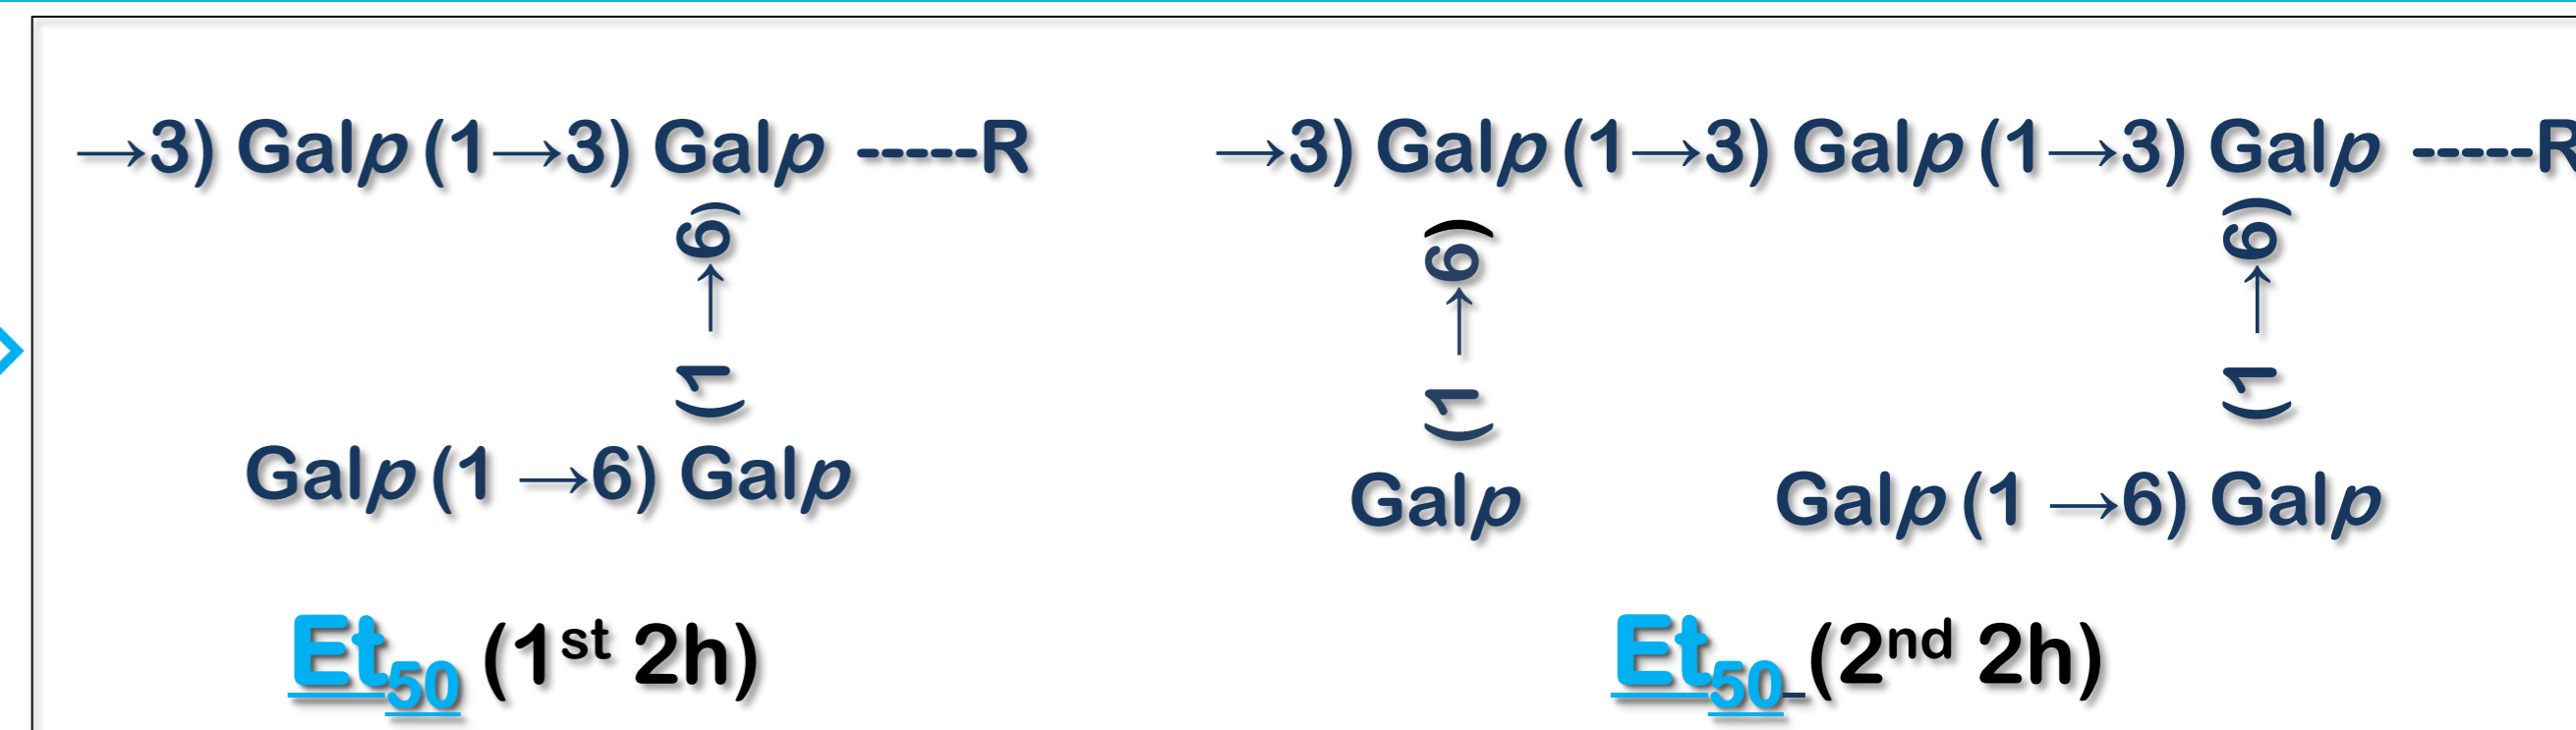 →3) Galp (1→3) Galp -----R
6)
→
(1
Galp (1 →6) Galp
Et50 (1st 2h)
→3) Galp (1→3) Galp (1→3) Galp -----R
6)
→
(1
Galp
6)
→
(1
Galp (1 →6) Galp
Et50 (2nd 2h)